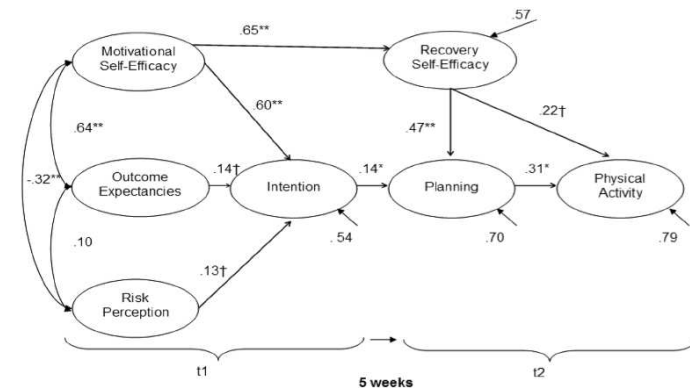 .57
.65**
Motivational
Self-Efficacy
Recovery
Self-Efficacy
.60**
.22†
.64**
.47**
-.32**
Outcome
Expectancies
.14†
Intention
.14*
Planning
.31*
Physical
Activity
.10
. 54
.70
.79
.13†
Risk
Perception
t1
t2
5 weeks